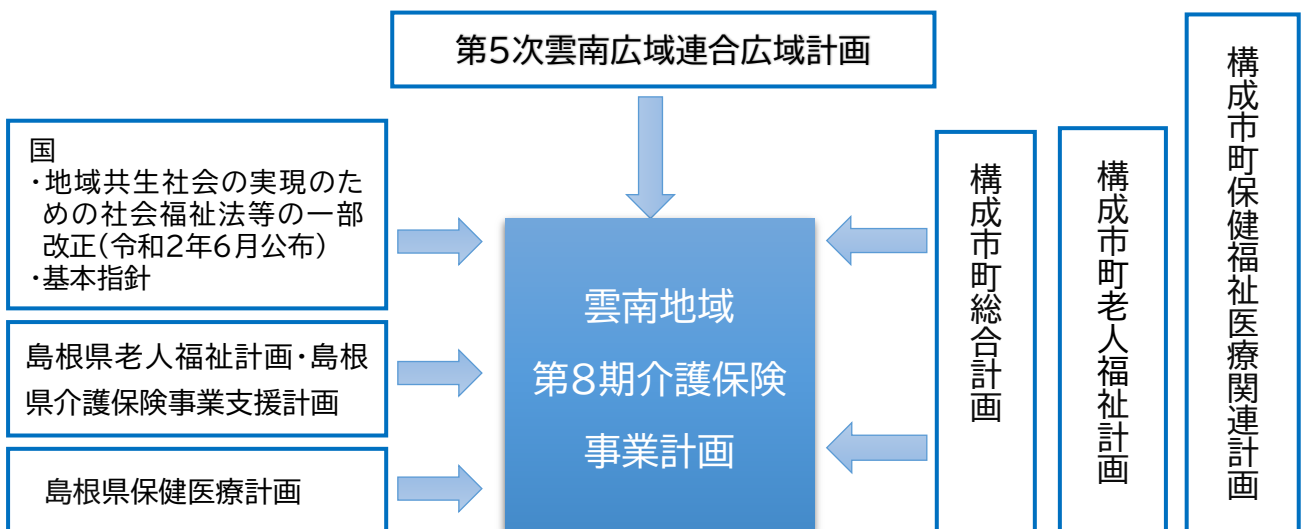 第5次雲南広域連合広域計画
国
・地域共生社会の実現のた
めの社会福祉法等の一部
改正(令和2年6月公布)
・基本指針
島根県老人福祉計画・島根
県介護保険事業支援計画
島根県保健医療計画
雲南地域
第8期介護保険
事業計画
構成市町総合計画
構成市町老人福祉計画
構成市町保健福祉医療関連計画